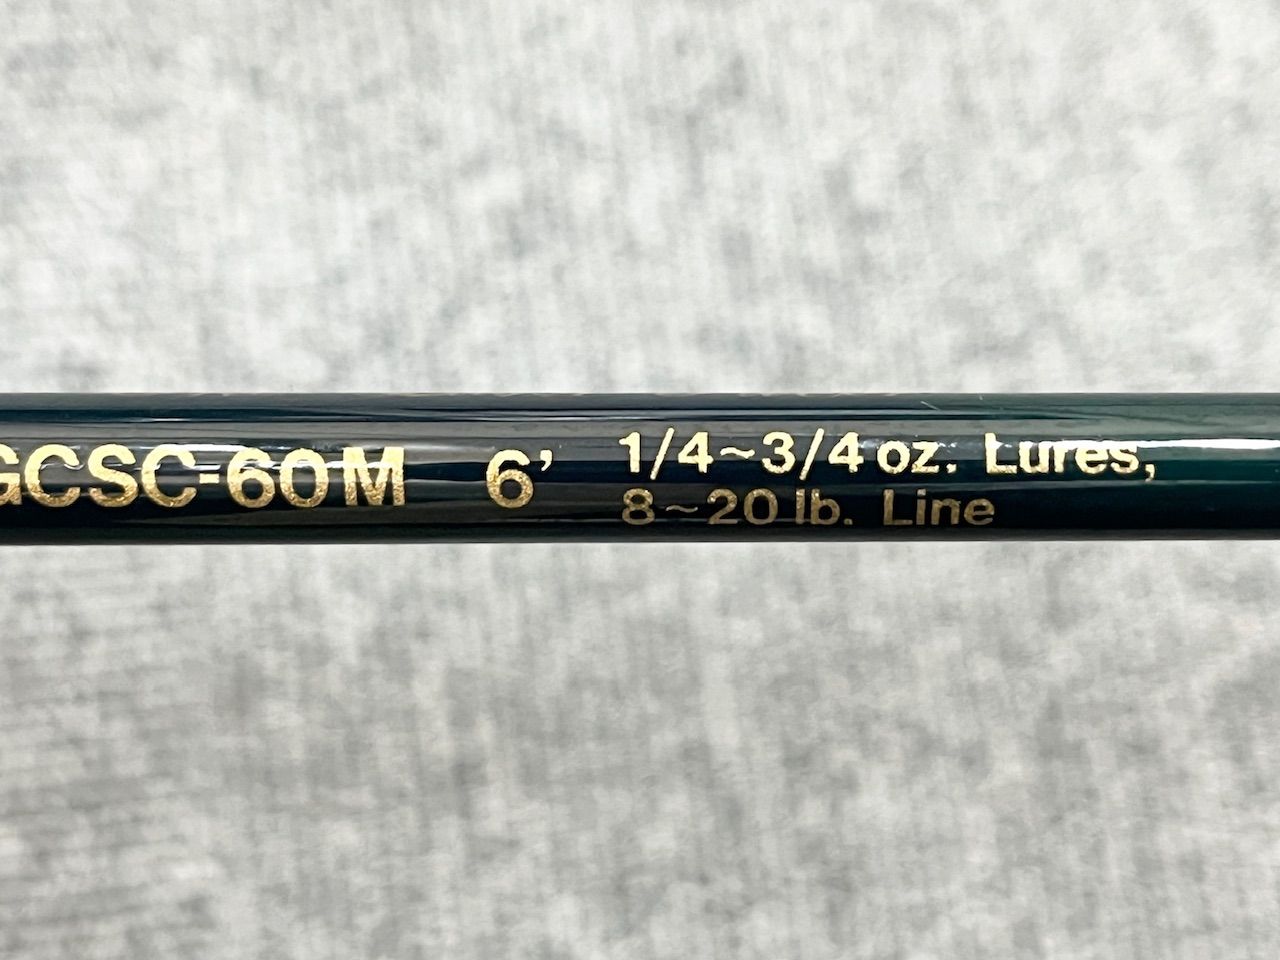 GCSC-60M 6' 1/4~3/4 oz. Lures,
8~20 lb. Line